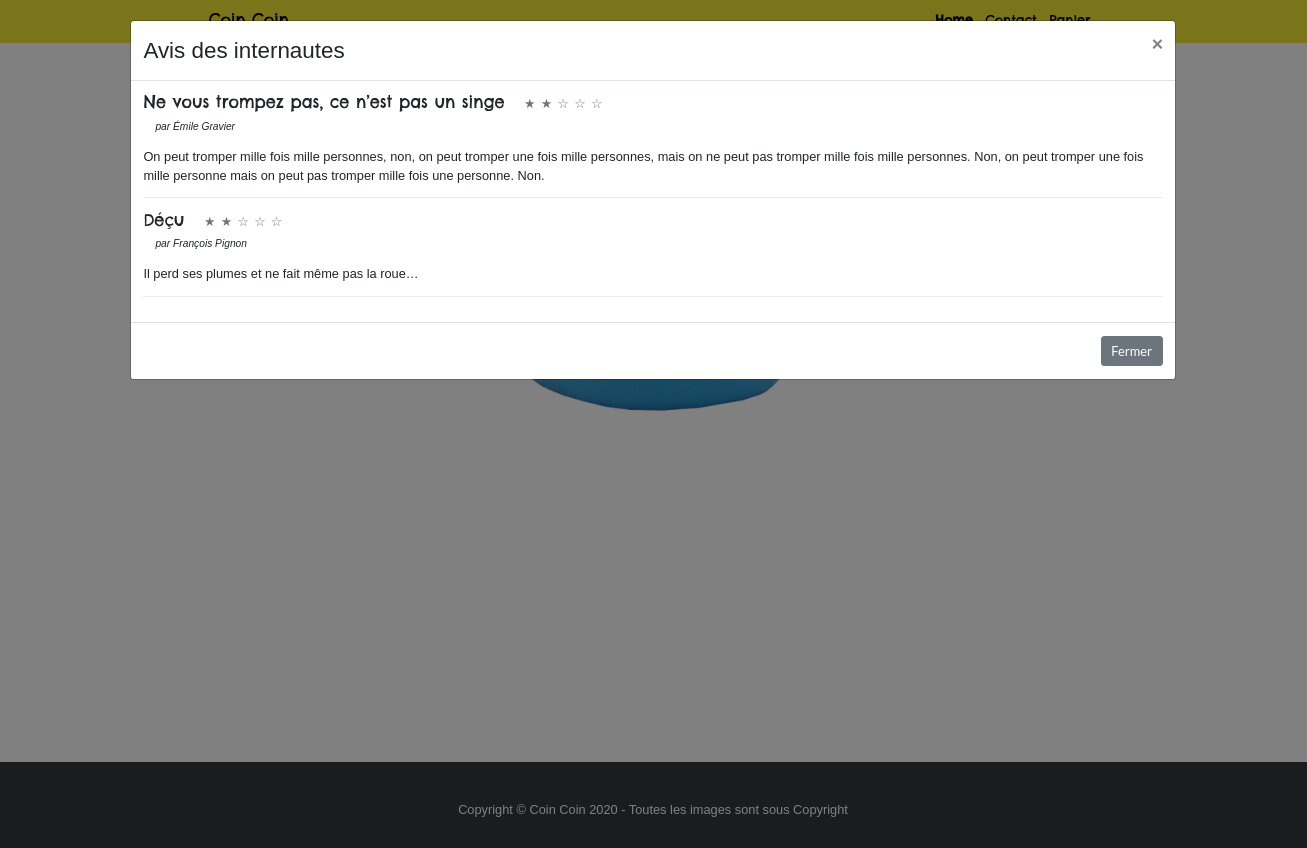 Coin Coin
Home Contact Panier
Avis des internautes
×
Ne vous trompez pas, ce n’est pas un singe ★ ★ ☆ ☆ ☆
par Émile Gravier
On peut tromper mille fois mille personnes, non, on peut tromper une fois mille personnes, mais on ne peut pas tromper mille fois mille personnes. Non, on peut tromper une fois
mille personne mais on peut pas tromper mille fois une personne. Non.
Déçu ★ ★ ☆ ☆ ☆
par François Pignon
Il perd ses plumes et ne fait même pas la roue…
Fermer
Copyright © Coin Coin 2020 - Toutes les images sont sous Copyright